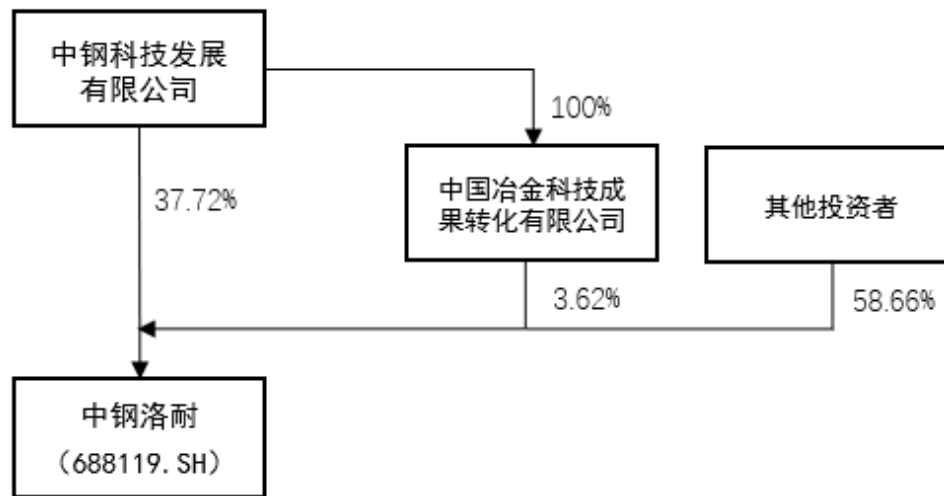 中钢科技发展
有限公司
100%
37.72%
中国冶金科技成
果转化有限公司
其他投资者
3.62%
58.66%
中钢洛耐
（688119.SH）